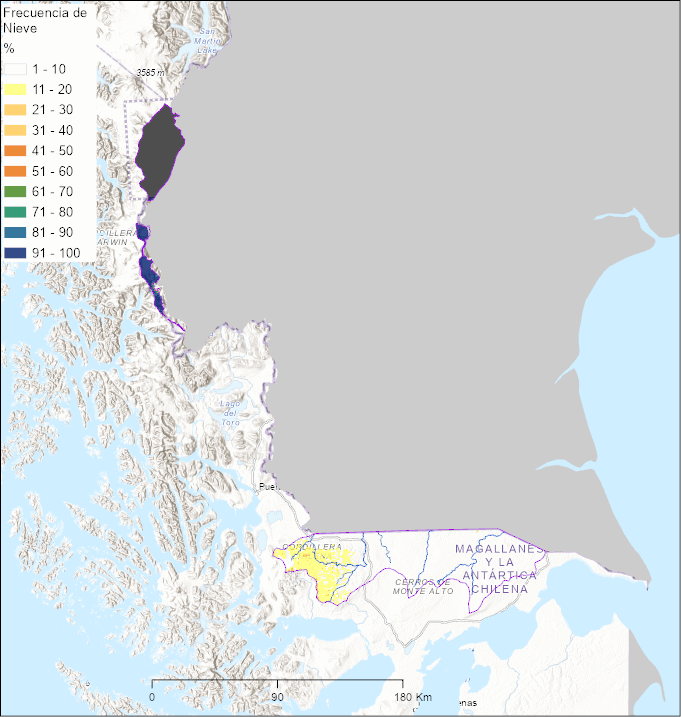 Frecuencia de
Nieve
%
1 - 10
11 - 20
21 - 30
31 - 40
41 - 50
51 - 60
61 - 70
71 - 80
81 - 90
91 - 100
San
Martín
Lake
3585 m
CILLERA
ARWIN
Lago
del
Toro
Puer
CORDILLERA
MAGALLANES
Y LA
ANTÁRTICA
CHILENA
CERROS DE
MONTE ALTO
0
90
180 Km
enas